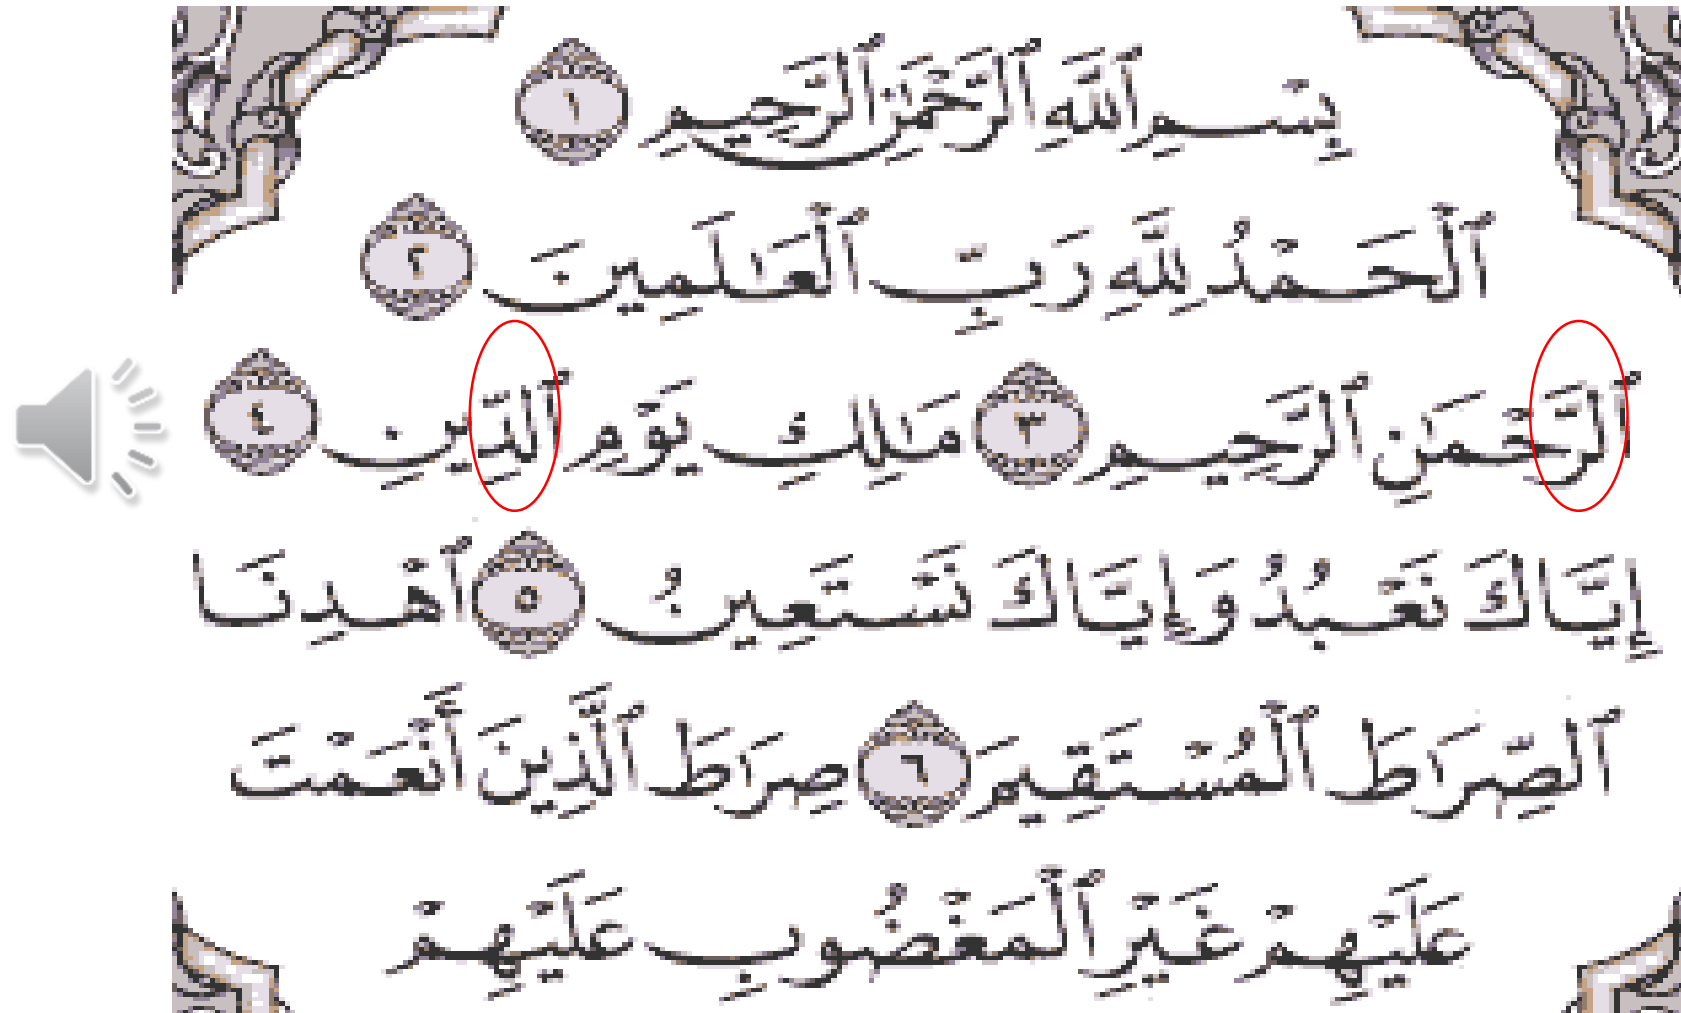 بِسْمِ ٱللَّهِ ٱلرَّحْمَٰنِ ٱلرَّحِيمِ ١
ٱلْحَمْدُ لِلَّهِ رَبِّ ٱلْعَٰلَمِينَ ٢
ٱلرَّحْمَٰنِ ٱلرَّحِيمِ ٣ مَٰلِكِ يَوْمِ ٱلدِّينِ ٤
إِيَّاكَ نَعْبُدُ وَإِيَّاكَ نَسْتَعِينُ ٥ ٱهْدِنَا
ٱلصِّرَٰطَ ٱلْمُسْتَقِيمَ ٦ صِرَٰطَ ٱلَّذِينَ أَنْعَمْتَ
عَلَيْهِمْ غَيْرِ ٱلْمَغْضُوبِ عَلَيْهِمْ